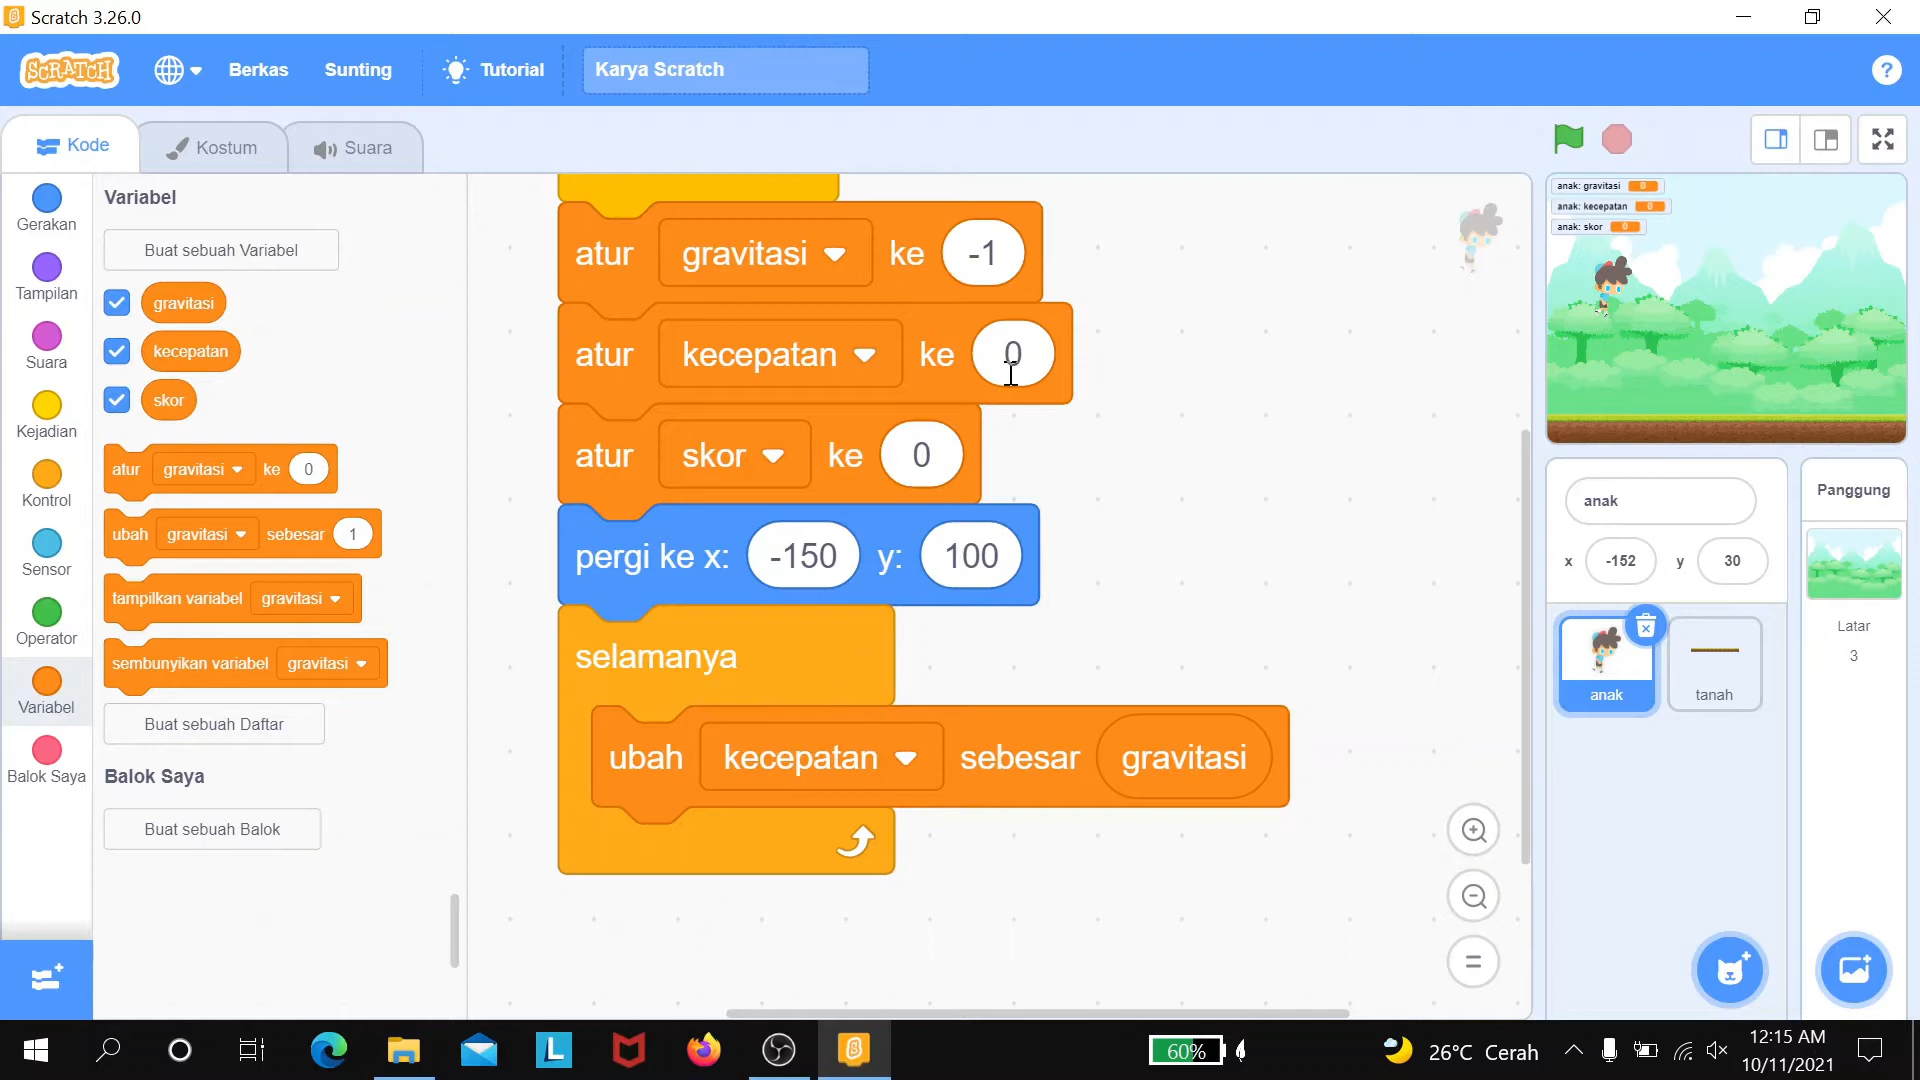 Scratch 3.26.0
SCRATCH
Berkas
Sunting
Tutorial
Karya Scratch
?
Kode
Kostum
Suara
Gerakan
Tampilan
Suara
Kejadian
Kontrol
Sensor
Operator
Variabel
Balok Saya
Variabel
Buat sebuah Variabel
gravitasi
kecepatan
skor
atur gravitasi ke 0
ubah gravitasi sebesar 1
tampilkan variabel gravitasi
sembunyikan variabel gravitasi
Buat sebuah Daftar
Balok Saya
Buat sebuah Balok
atur gravitasi ke -1
atur kecepatan ke 0
atur skor ke 0
pergi ke x: -150 y: 100
selamanya
ubah kecepatan sebesar gravitasi
anak: gravitasi 0
anak: kecepatan 0
anak: skor 0
anak
x -152 y 30
anak
tanah
Panggung
Latar
3
L
60%
26°C Cerah
12:15 AM
10/11/2021